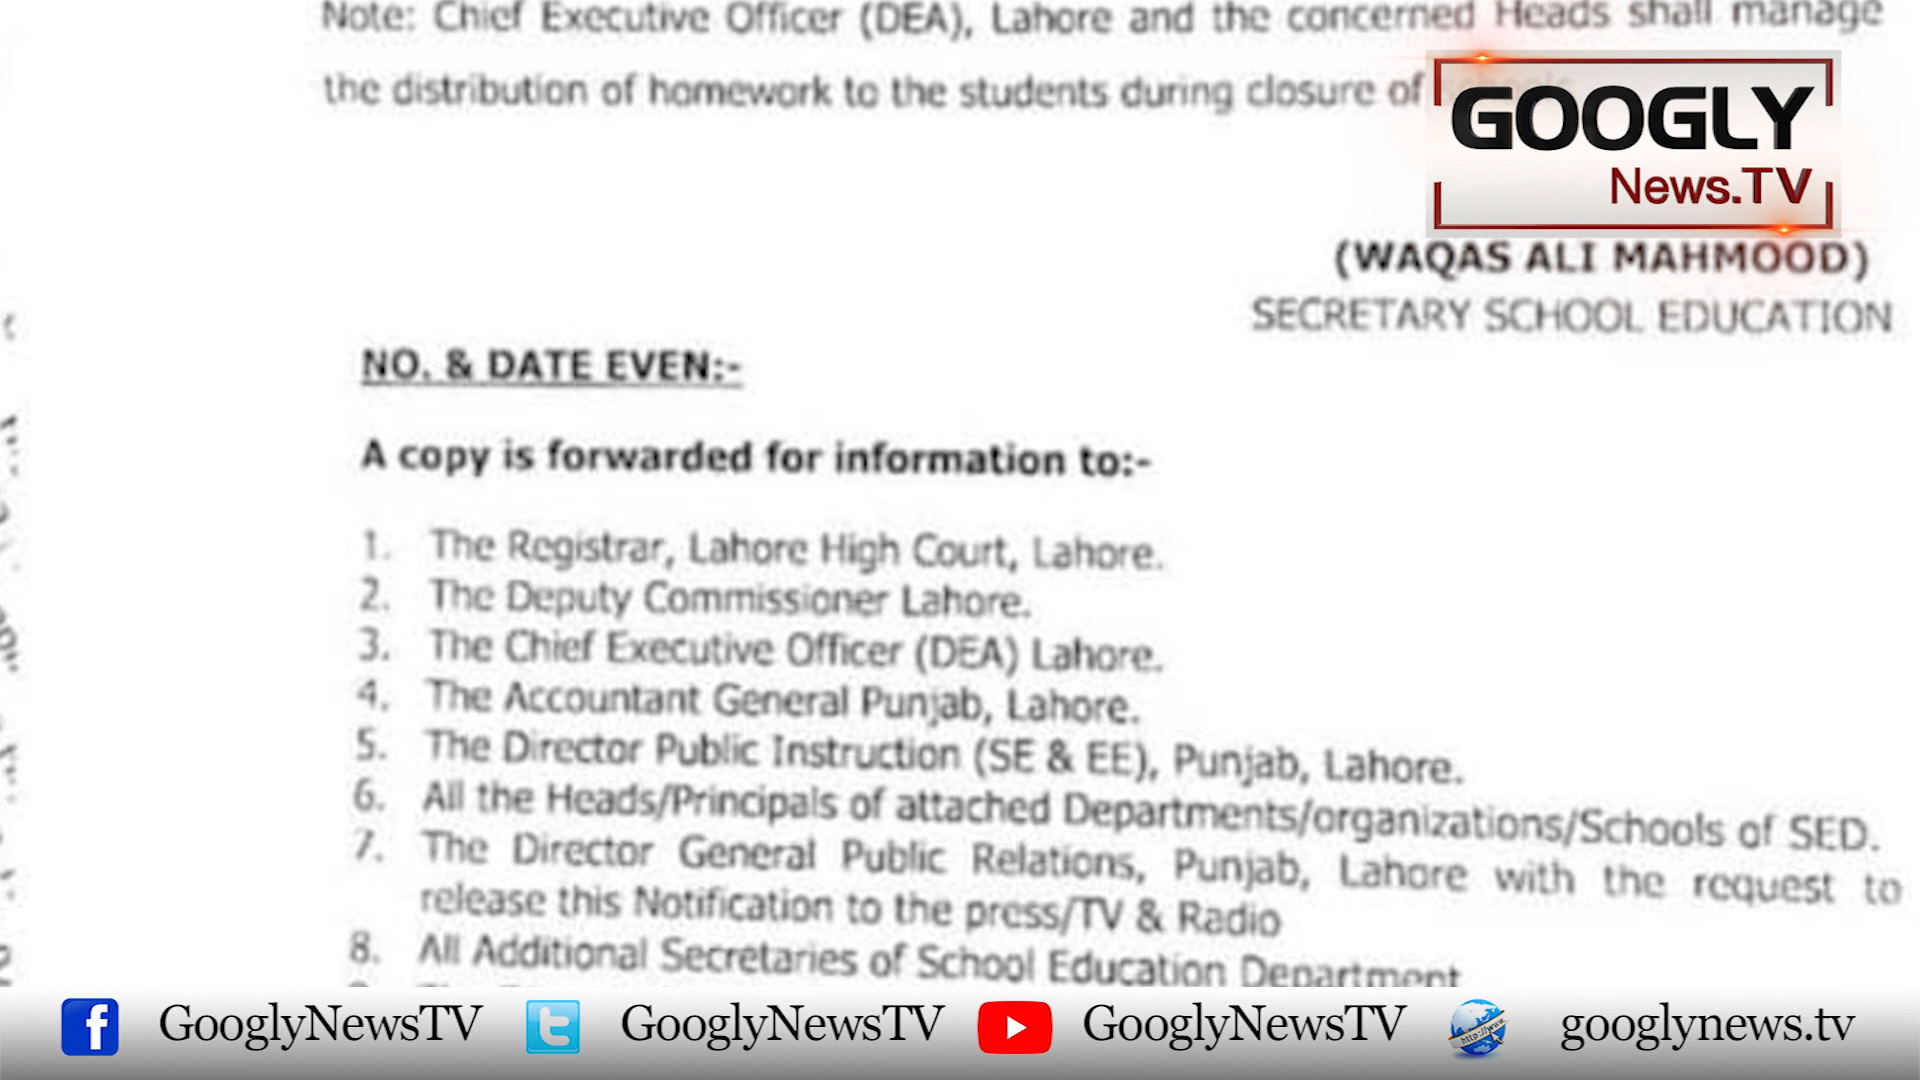 Note: Chief Executive Officer (DEA), Lahore and the concerned Heads shall manage
the distribution of homework to the students during closure of
GOOGLY
News.TV
(WAQAS ALI MAHMOOD)
SECRETARY SCHOOL EDUCATION
NO. & DATE EVEN:-
A copy is forwarded for information to:-
1. The Registrar, Lahore High Court, Lahore.
2. The Deputy Commissioner Lahore.
3. The Chief Executive Officer (DEA) Lahore.
4. The Accountant General Punjab, Lahore.
5. The Director Public Instruction (SE & EE), Punjab, Lahore.
6. All the Heads/Principals of attached Departments/organizations/Schools of SED.
7. The Director General Public Relations, Punjab, Lahore with the request to
release this Notification to the press/TV & Radio
8. All Additional Secretaries of School Education Department
GooglyNewsTV GooglyNewsTV GooglyNewsTV googlynews.tv